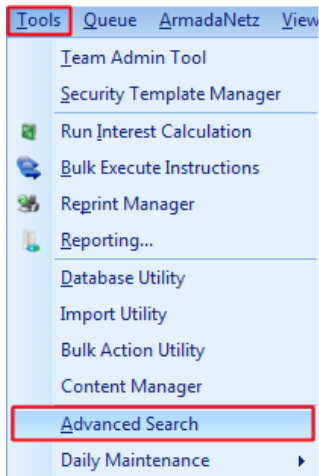 Tools Queue ArmadaNetz View
Team Admin Tool
Security Template Manager
Run Interest Calculation
Bulk Execute Instructions
Reprint Manager
Reporting...
Database Utility
Import Utility
Bulk Action Utility
Content Manager
Advanced Search
Daily Maintenance